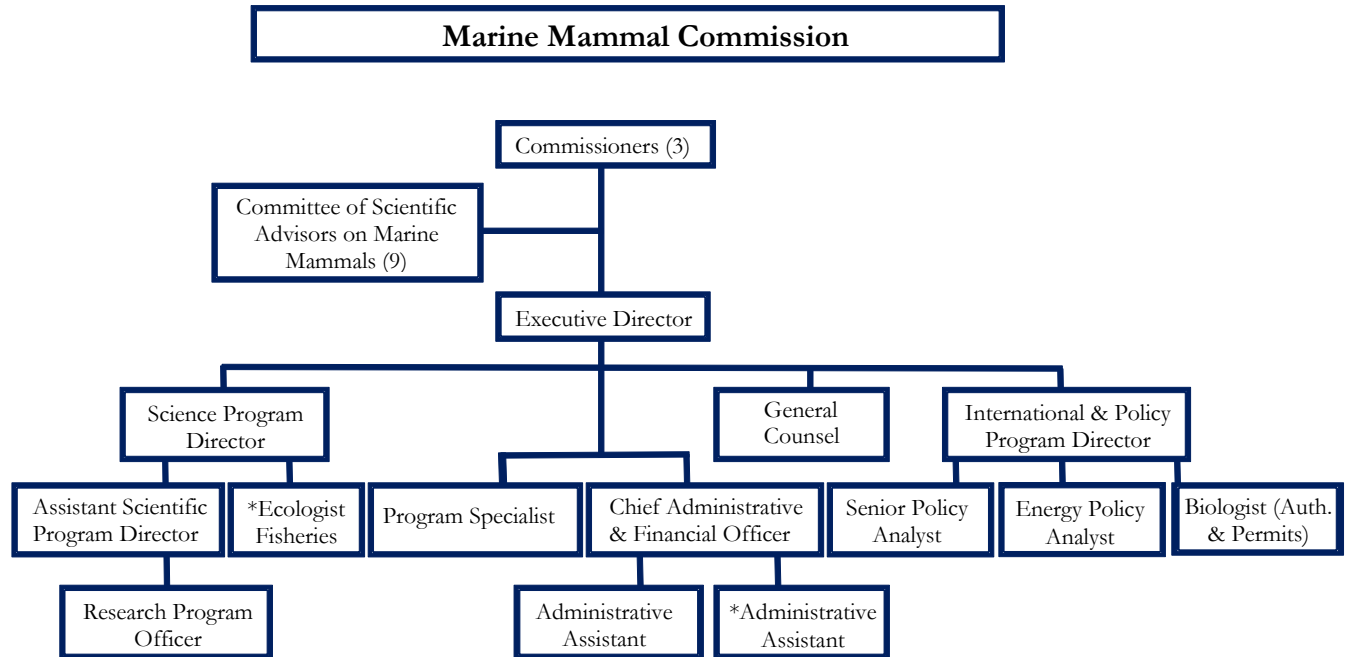 Marine Mammal Commission
Commissioners (3)
Committee of Scientific
Advisors on Marine
Mammals (9)
Executive Director
Science Program
Director
General
Counsel
International & Policy
Program Director
Assistant Scientific
Program Director
*Ecologist
Fisheries
Program Specialist
Chief Administrative
& Financial Officer
Senior Policy
Analyst
Energy Policy
Analyst
Biologist (Auth.
& Permits)
Research Program
Officer
Administrative
Assistant
*Administrative
Assistant